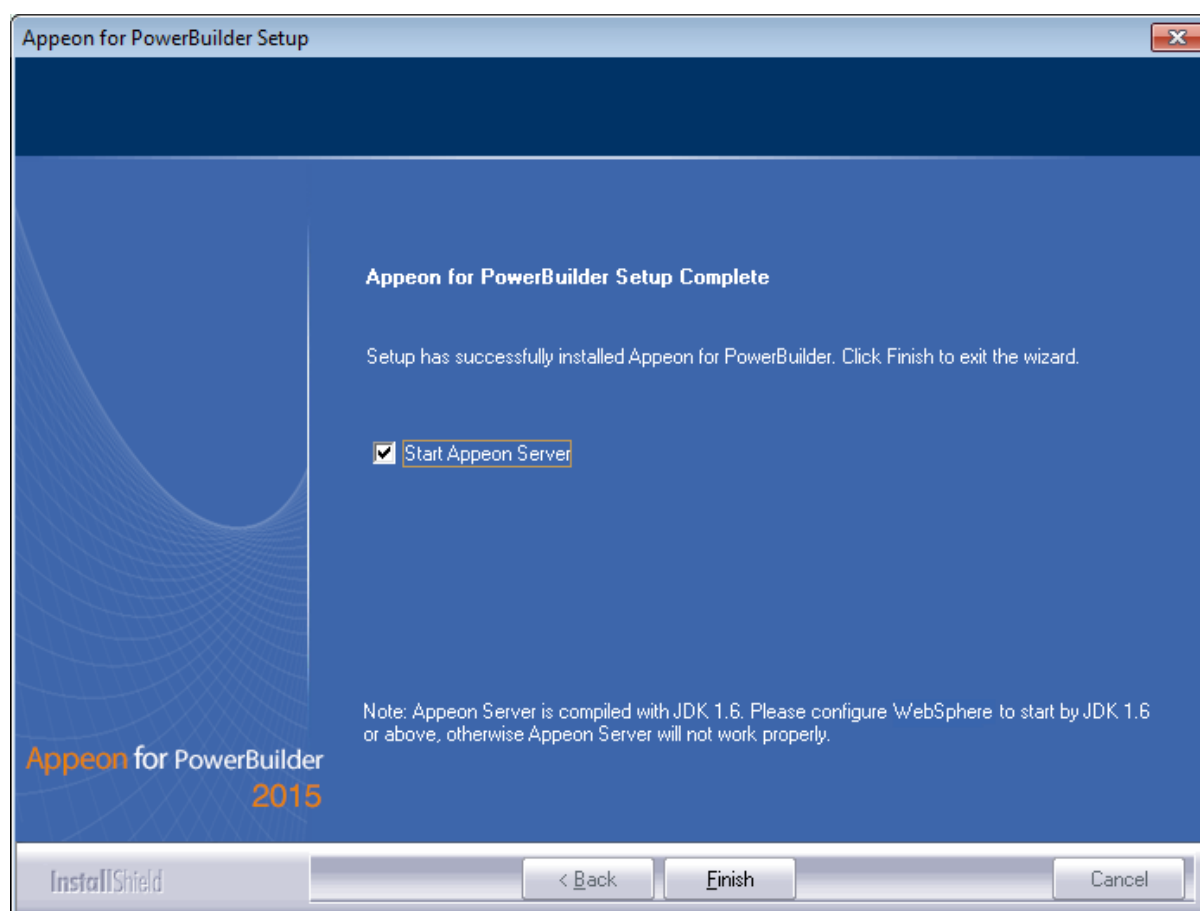 Appeon for PowerBuilder Setup
Appeon for PowerBuilder Setup Complete
Setup has successfully installed Appeon for PowerBuilder. Click Finish to exit the wizard.
Start Appeon Server
Note: Appeon Server is compiled with JDK 1.6. Please configure WebSphere to start by JDK 1.6
or above, otherwise Appeon Server will not work properly.
Appeon for PowerBuilder
2015
InstallShield
< Back
Finish
Cancel